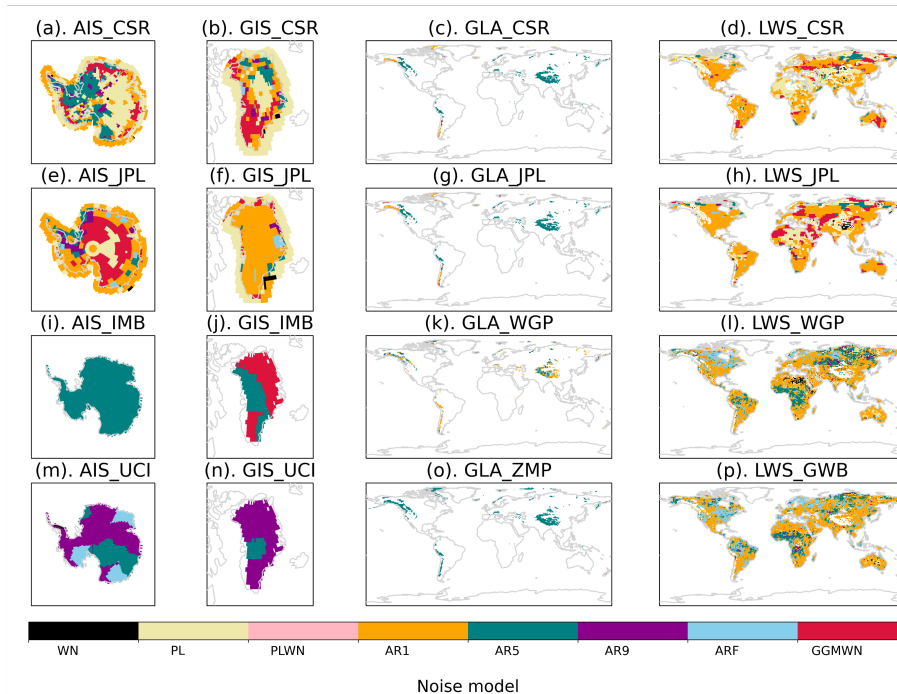 (a). AIS_CSR (b). GIS_CSR (c). GLA_CSR (d). LWS_CSR
(e). AIS_JPL (f). GIS_JPL (g). GLA_JPL (h). LWS_JPL
(i). AIS_IMB (j). GIS_IMB (k). GLA_WGP (l). LWS_WGP
(m). AIS_UCI (n). GIS_UCI (o). GLA_ZMP (p). LWS_GWB
WN PL PLWN AR1 AR5 AR9 ARF GGMWN
Noise model